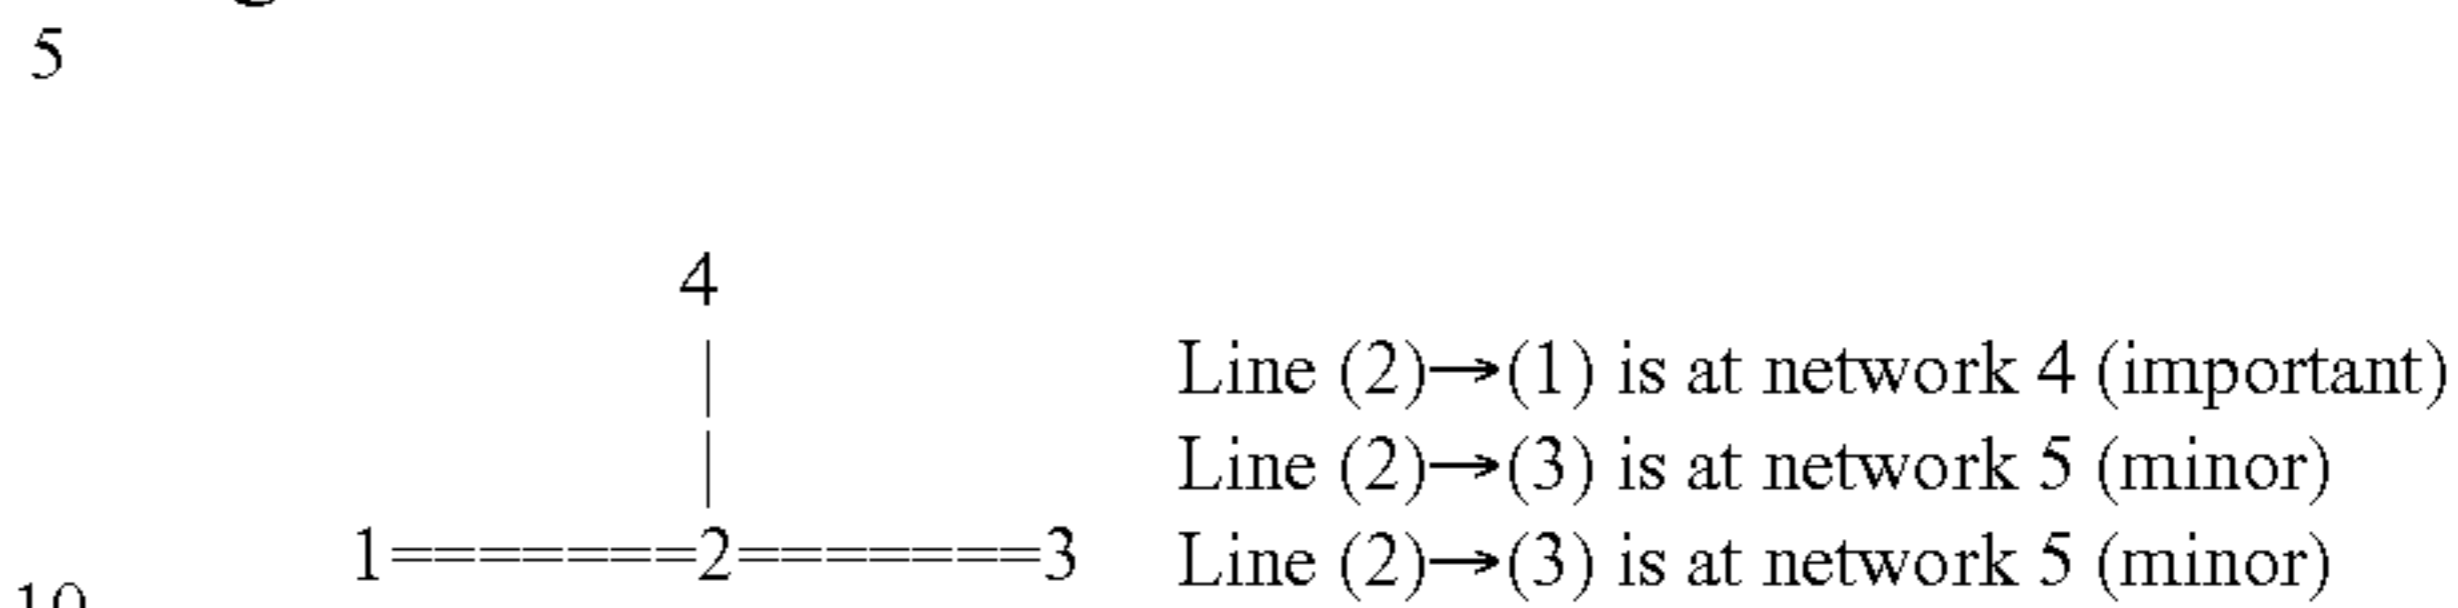 5
4
|
Line (2)→(1) is at network 4 (important)
|
Line (2)→(3) is at network 5 (minor)
1=======2=======3
Line (2)→(3) is at network 5 (minor)
10